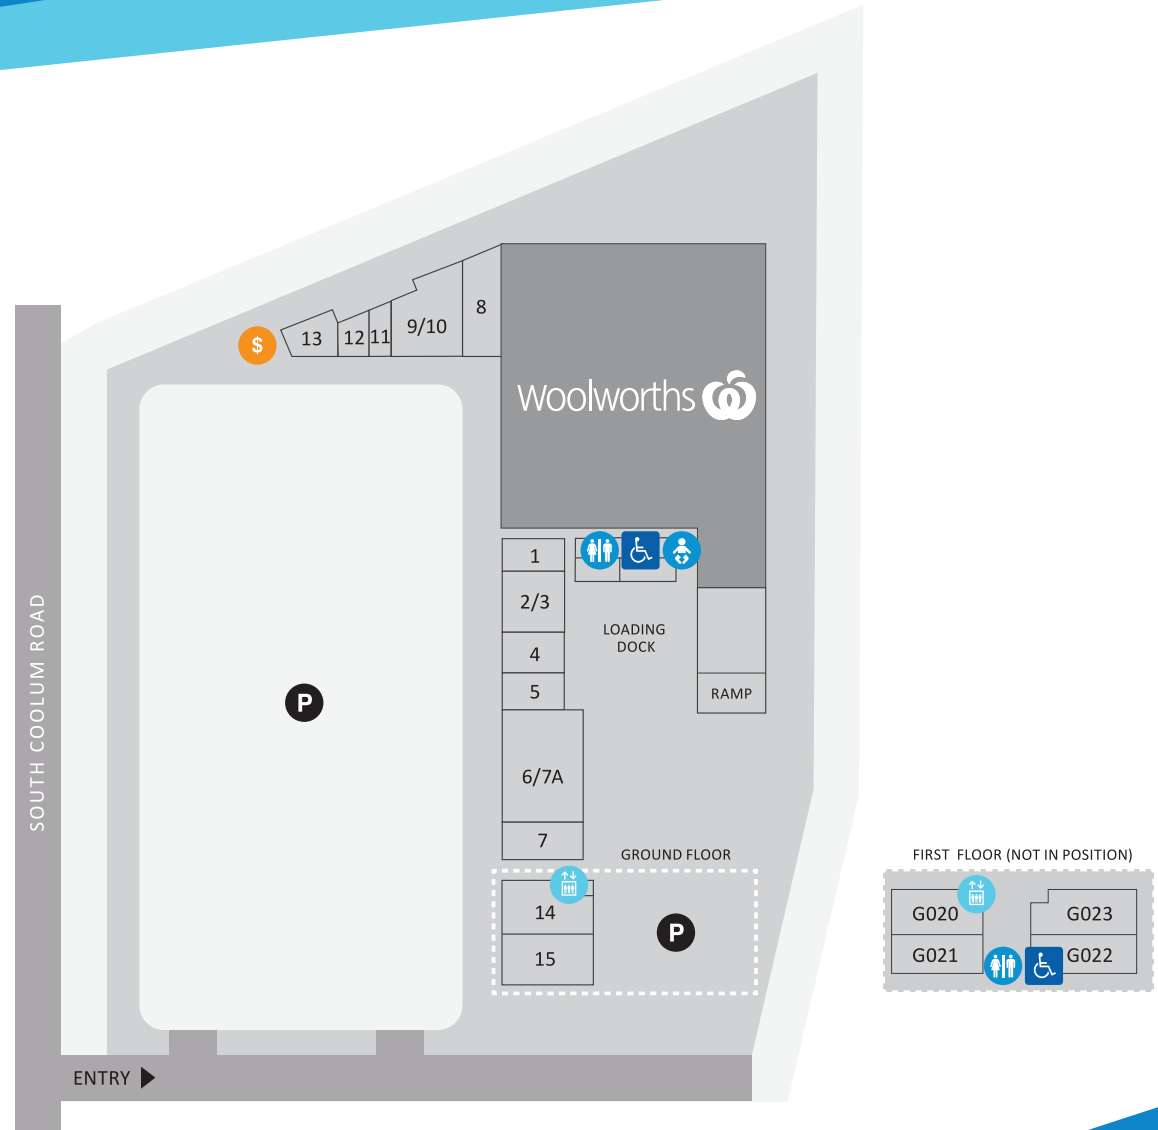 8
9/10
11
12
13
$
Woolworths
1
2/3
4
5
6/7A
7
LOADING
DOCK
RAMP
P
SOUTH COOLUM ROAD
GROUND FLOOR
14
15
P
FIRST FLOOR (NOT IN POSITION)
G020
G023
G021
G022
ENTRY